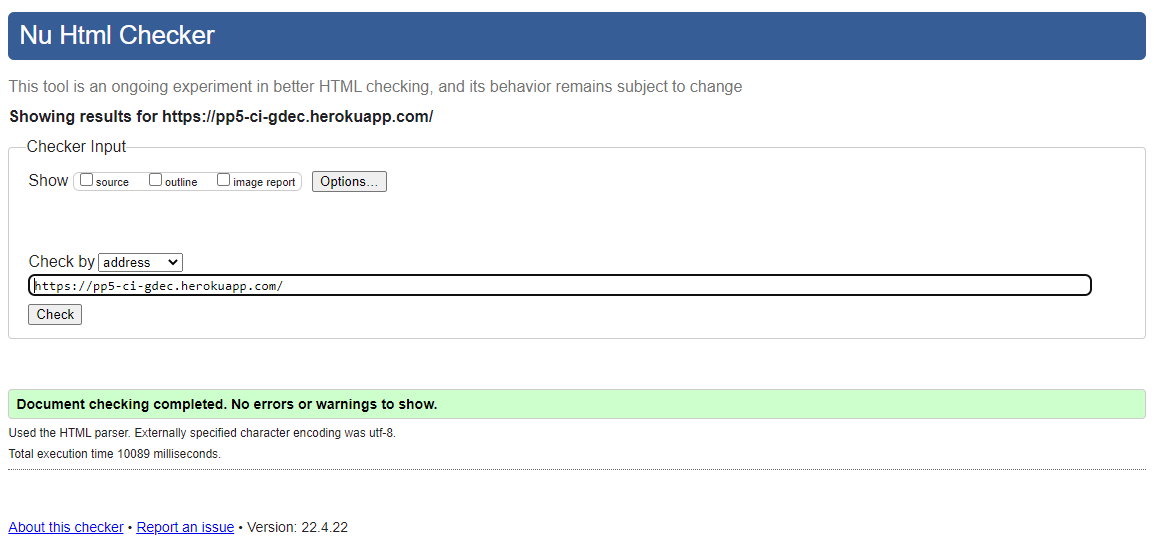 Nu Html Checker
This tool is an ongoing experiment in better HTML checking, and its behavior remains subject to change
Showing results for https://pp5-ci-gdec.herokuapp.com/
Checker Input
Show source outline image report Options...
Check by address
https://pp5-ci-gdec.herokuapp.com/
Check
Document checking completed. No errors or warnings to show.
Used the HTML parser. Externally specified character encoding was utf-8.
Total execution time 10089 milliseconds.
About this checker • Report an issue • Version: 22.4.22